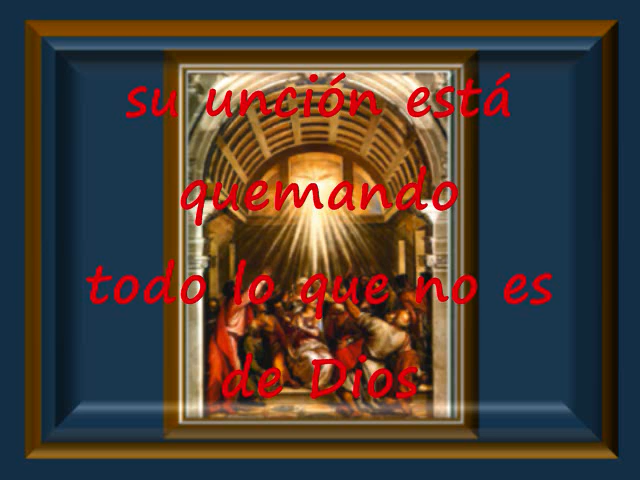 su unción está
quemando
todo lo que no es
de Dios